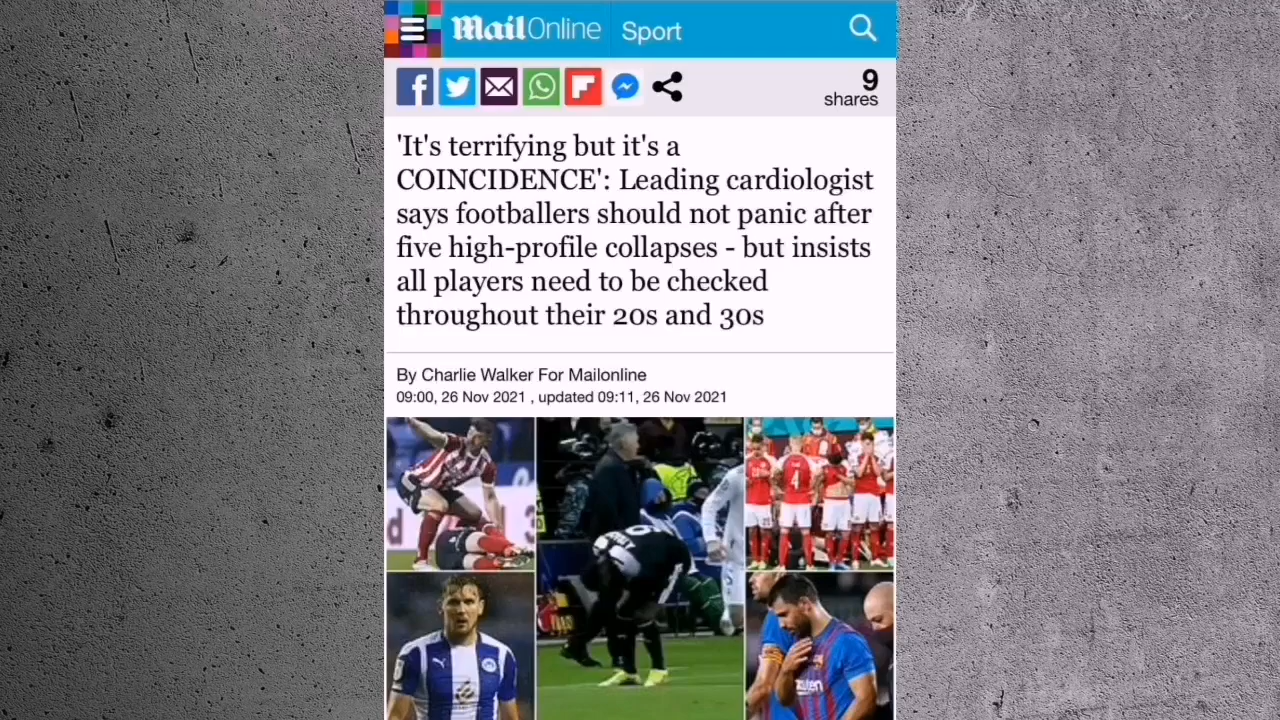 MailOnline Sport
9
shares
'It's terrifying but it's a
COINCIDENCE': Leading cardiologist
says footballers should not panic after
five high-profile collapses - but insists
all players need to be checked
throughout their 20s and 30s
By Charlie Walker For Mailonline
09:00, 26 Nov 2021 , updated 09:11, 26 Nov 2021
4